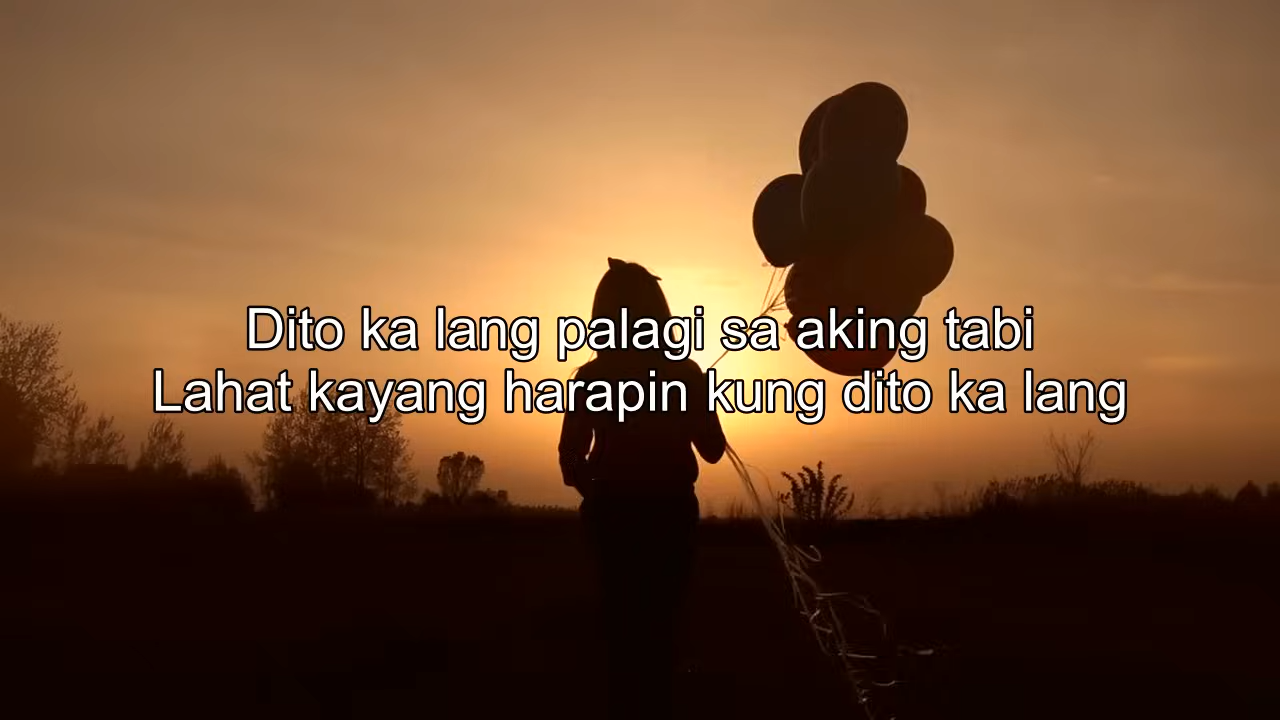 Dito ka lang palagi sa aking tabi
Lahat kayang harapin kung dito ka lang